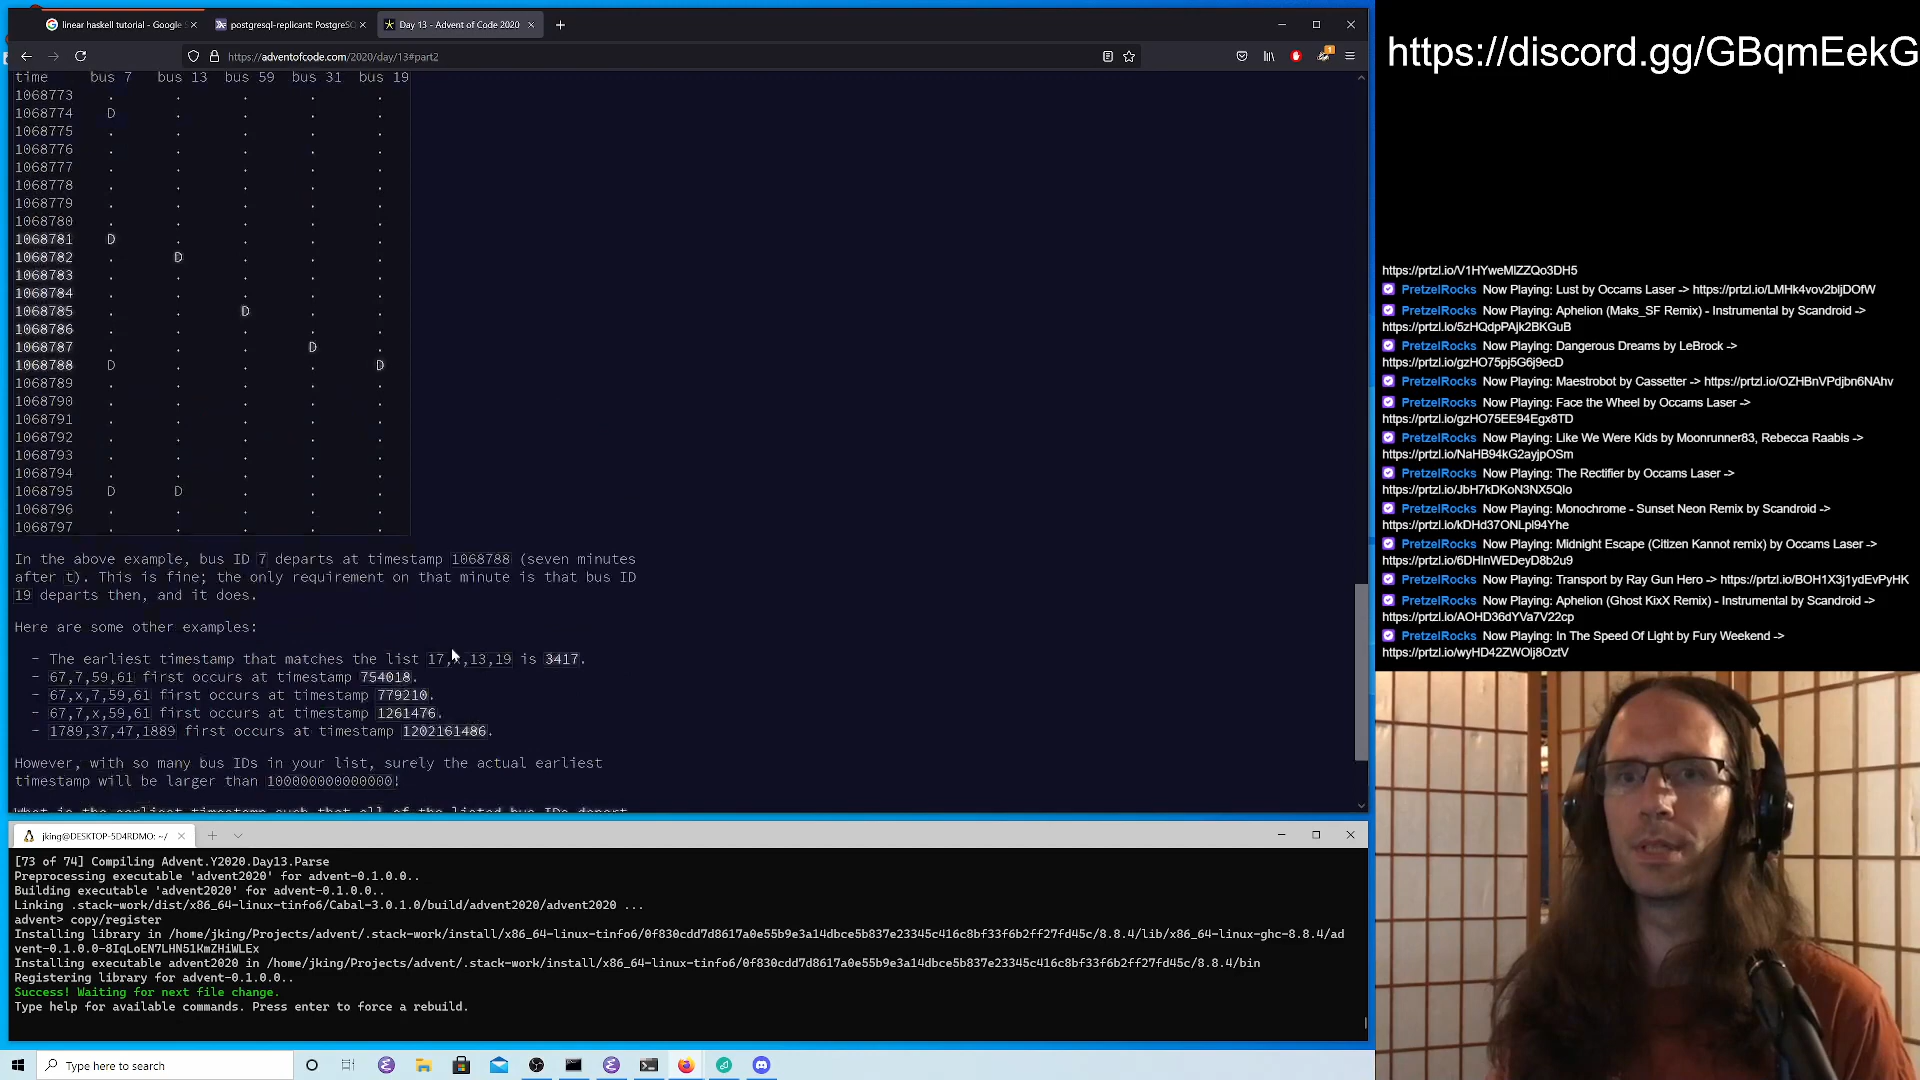 linear haskell tutorial - Google S
postgresql-replicant: PostgreSQ
Day 13 - Advent of Code 2020
https://adventofcode.com/2020/day/13#part2
time bus 7 bus 13 bus 59 bus 31 bus 19
1068773 . . . . .
1068774 D . . . .
1068775 . . . . .
1068776 . . . . .
1068777 . . . . .
1068778 . . . . .
1068779 . . . . .
1068780 . . . . .
1068781 D . . . .
1068782 . D . . .
1068783 . . . . .
1068784 . . . . .
1068785 . . D . .
1068786 . . . . .
1068787 . . . D .
1068788 D . . . D
1068789 . . . . .
1068790 . . . . .
1068791 . . . . .
1068792 . . . . .
1068793 . . . . .
1068794 . . . . .
1068795 D D . . .
1068796 . . . . .
1068797 . . . . .
In the above example, bus ID 7 departs at timestamp 1068788 (seven minutes
after t). This is fine; the only requirement on that minute is that bus ID
19 departs then, and it does.
Here are some other examples:
- The earliest timestamp that matches the list 17,x,13,19 is 3417.
- 67,7,59,61 first occurs at timestamp 754018.
- 67,x,7,59,61 first occurs at timestamp 779210.
- 67,7,x,59,61 first occurs at timestamp 1261476.
- 1789,37,47,1889 first occurs at timestamp 1202161486.
However, with so many bus IDs in your list, surely the actual earliest
timestamp will be larger than 100000000000000!
What is the earliest timestamp such that all of the listed bus IDs depart
jking@DESKTOP-5D4RDMO: ~/
[73 of 74] Compiling Advent.Y2020.Day13.Parse
Preprocessing executable 'advent2020' for advent-0.1.0.0..
Building executable 'advent2020' for advent-0.1.0.0..
Linking .stack-work/dist/x86_64-linux-tinfo6/Cabal-3.0.1.0/build/advent2020/advent2020 ...
advent> copy/register
Installing library in /home/jking/Projects/advent/.stack-work/install/x86_64-linux-tinfo6/0f830cdd7d8617a0e55b9e3a14dbce5b837e23345c416c8bf33f6b2ff27fd45c/8.8.4/lib/x86_64-linux-ghc-8.8.4/ad
vent-0.1.0.0-8IqLoEN7LHN51KmZHiWLEx
Installing executable advent2020 in /home/jking/Projects/advent/.stack-work/install/x86_64-linux-tinfo6/0f830cdd7d8617a0e55b9e3a14dbce5b837e23345c416c8bf33f6b2ff27fd45c/8.8.4/bin
Registering library for advent-0.1.0.0..
Success! Waiting for next file change.
Type help for available commands. Press enter to force a rebuild.
Type here to search
https://discord.gg/GBqmEekG
https://prtzl.io/V1HYweMlZZQo3DH5
PretzelRocks Now Playing: Lust by Occams Laser -> https://prtzl.io/LMHk4vov2bljDOfW
PretzelRocks Now Playing: Aphelion (Maks_SF Remix) - Instrumental by Scandroid ->
https://prtzl.io/5zHQdpPAjk2BKGuB
PretzelRocks Now Playing: Dangerous Dreams by LeBrock ->
https://prtzl.io/gzHO75pj5G6j9ecD
PretzelRocks Now Playing: Maestrobot by Cassetter -> https://prtzl.io/OZHBnVPdjbn6NAhv
PretzelRocks Now Playing: Face the Wheel by Occams Laser ->
https://prtzl.io/gzHO75EE94Egx8TD
PretzelRocks Now Playing: Like We Were Kids by Moonrunner83, Rebecca Raabis ->
https://prtzl.io/NaHB94kG2ayjpOSm
PretzelRocks Now Playing: The Rectifier by Occams Laser ->
https://prtzl.io/JbH7kDKoN3NX5Qlo
PretzelRocks Now Playing: Monochrome - Sunset Neon Remix by Scandroid ->
https://prtzl.io/kDHd37ONLpl94Yhe
PretzelRocks Now Playing: Midnight Escape (Citizen Kannot remix) by Occams Laser ->
https://prtzl.io/6DHlnWEDeyD8b2u9
PretzelRocks Now Playing: Transport by Ray Gun Hero -> https://prtzl.io/BOH1X3j1ydEvPyHK
PretzelRocks Now Playing: Aphelion (Ghost KixX Remix) - Instrumental by Scandroid ->
https://prtzl.io/AOHD36dYVa7V22cp
PretzelRocks Now Playing: In The Speed Of Light by Fury Weekend ->
https://prtzl.io/wyHD42ZWOlj8OztV